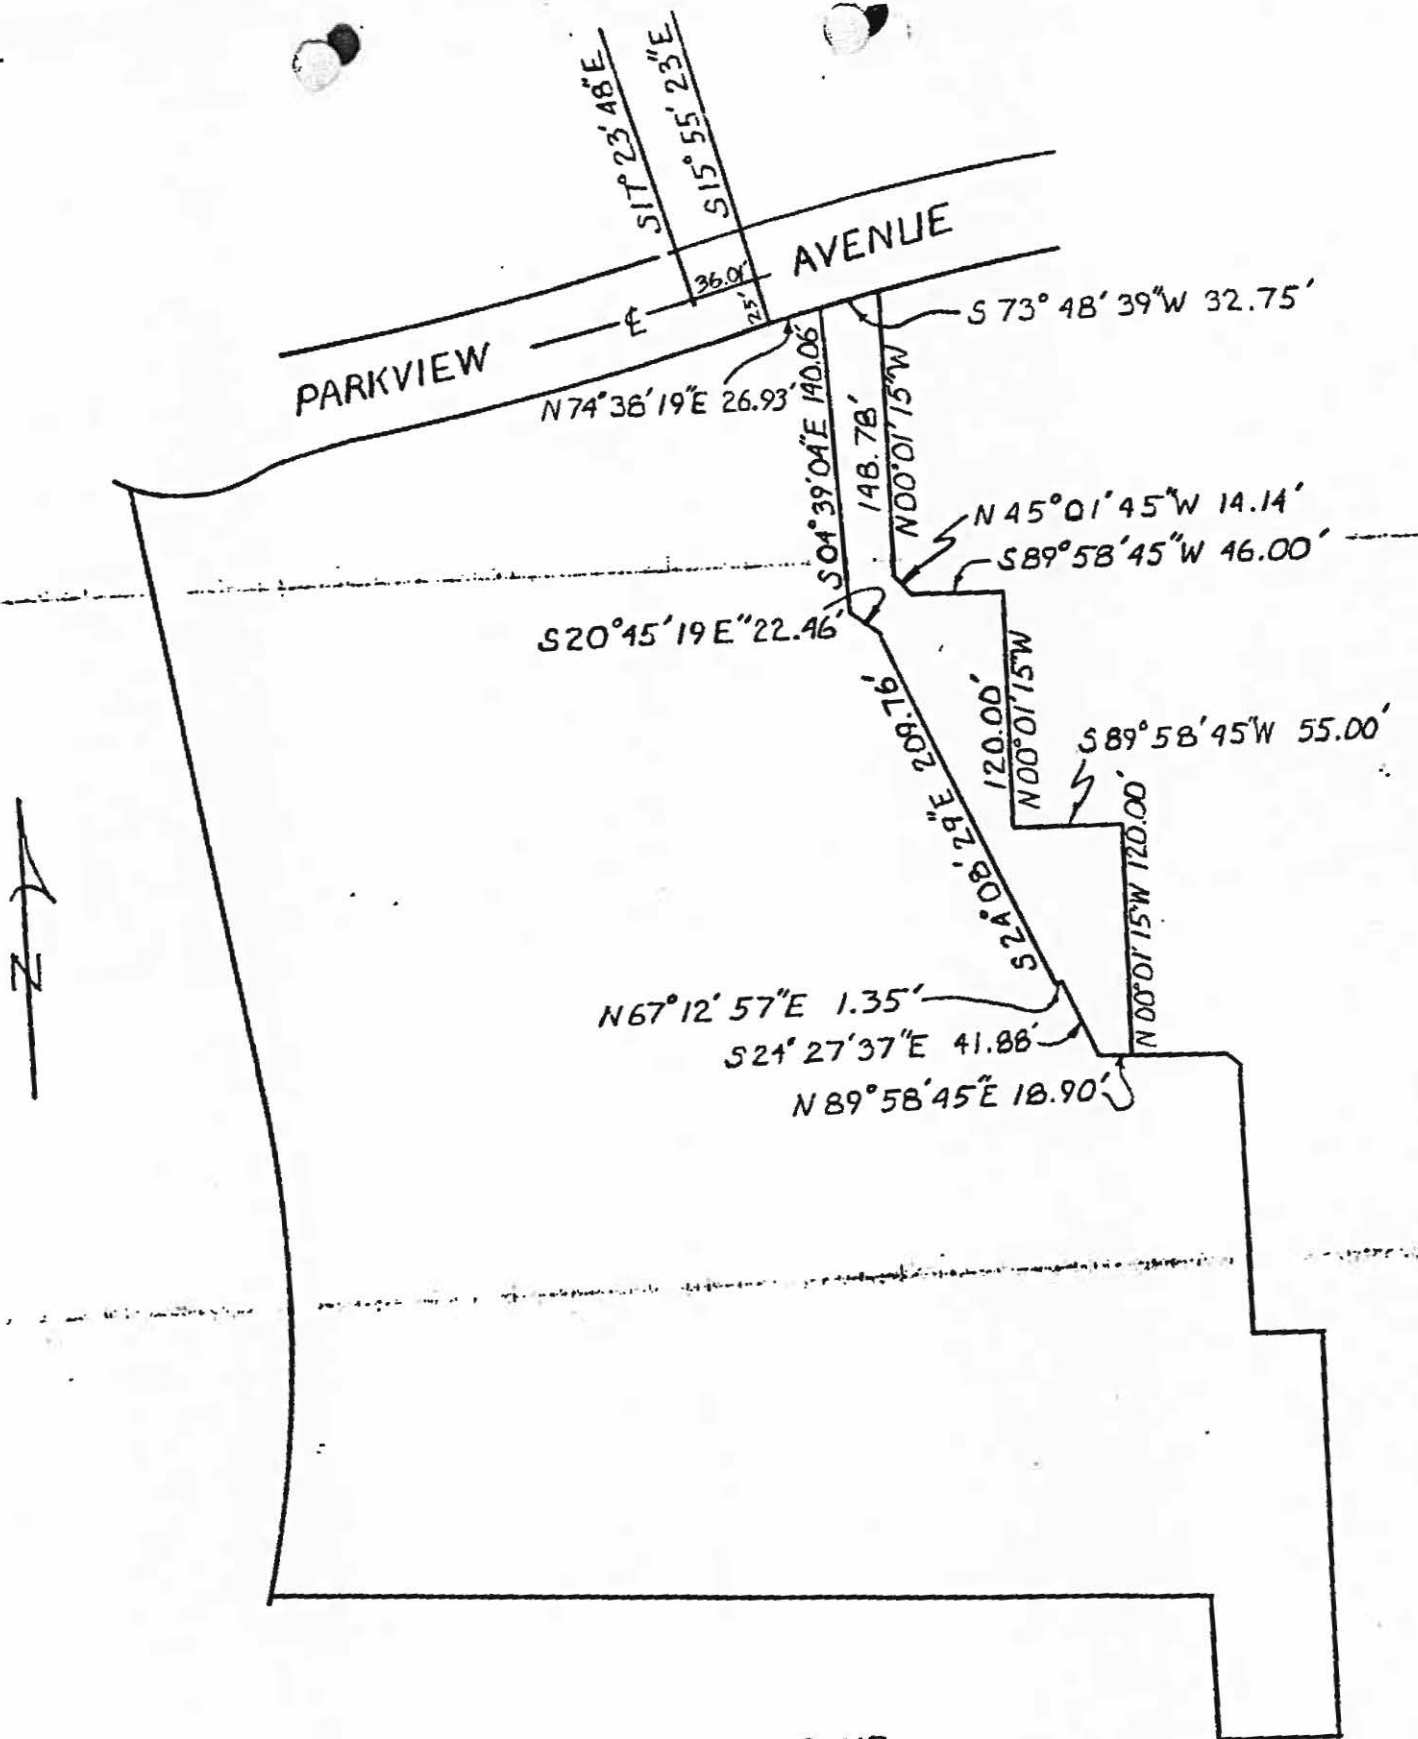 S17° 23' 48"E
S15° 55' 23"E
AVENUE
36.01'
25'
℄
PARKVIEW
S 73° 48' 39"W 32.75'
N74°38'19"E 26.93'
S04°39'04"E 140.06'
148.78'
N00°01'15"W
N 45°01'45"W 14.14'
S89°58'45"W 46.00'
S20°45'19 E"22.46'
S24°08'29"E 209.76'
120.00'
N00°01'15"W
S89°58'45"W 55.00'
N00°01'15"W 120.00'
N67°12'57"E 1.35'
S24°27'37"E 41.88'
N89°58'45"E 18.90'
N